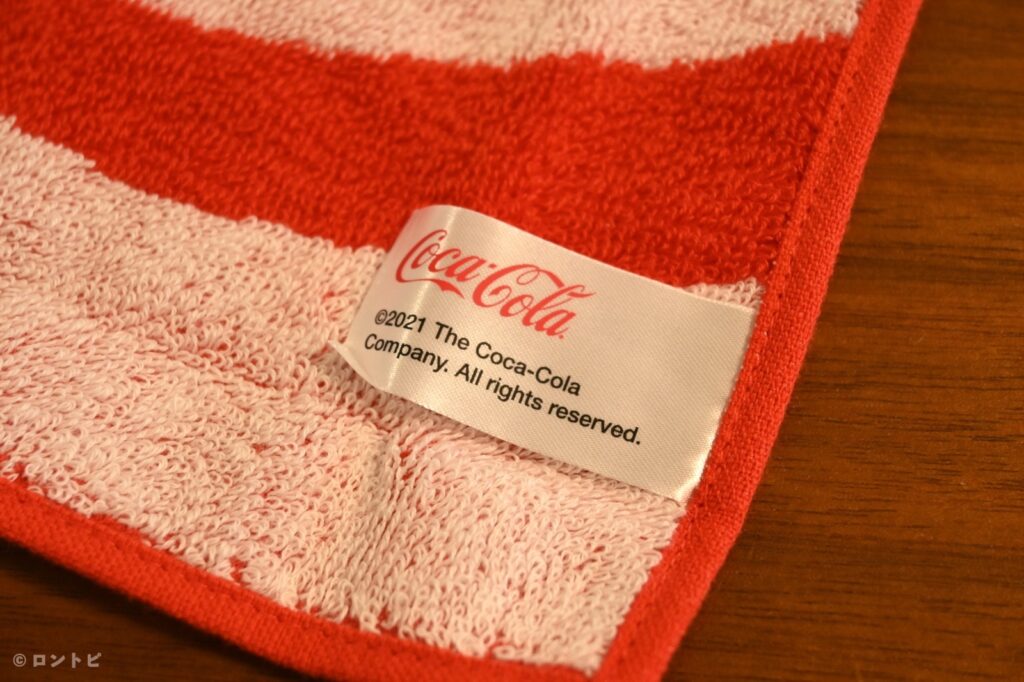 Coca-Cola
©2021 The Coca-Cola
Company. All rights reserved.
© ロントピ